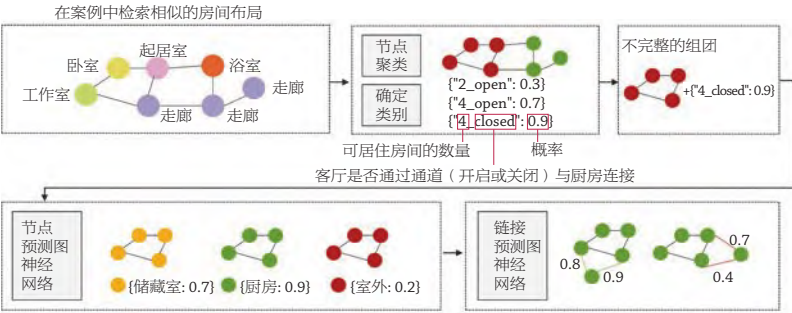 在案例中检索相似的房间布局
卧室
起居室
浴室
工作室
走廊
走廊
走廊
节点
聚类
确定
类别
{"2_open": 0.3}
{"4_open": 0.7}
{"4_closed": 0.9}
可居住房间的数量
概率
客厅是否通过通道（开启或关闭）与厨房连接
不完整的组团
+{"4_closed": 0.9}
节点
预测图
神经
网络
{储藏室: 0.7}
{厨房: 0.9}
{室外: 0.2}
链接
预测图
神经
网络
0.8
0.9
0.7
0.4